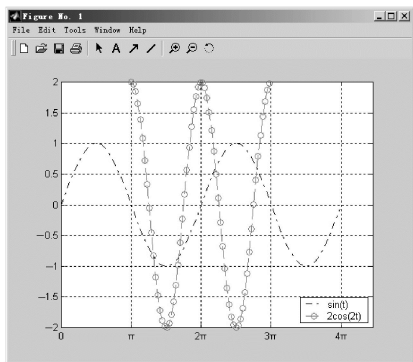 Figure No. 1
File Edit Tools Window Help
A
2
1.5
1
0.5
0
−0.5
−1
−1.5
−2
0 π 2π 3π 4π
sin(t)
2cos(2t)